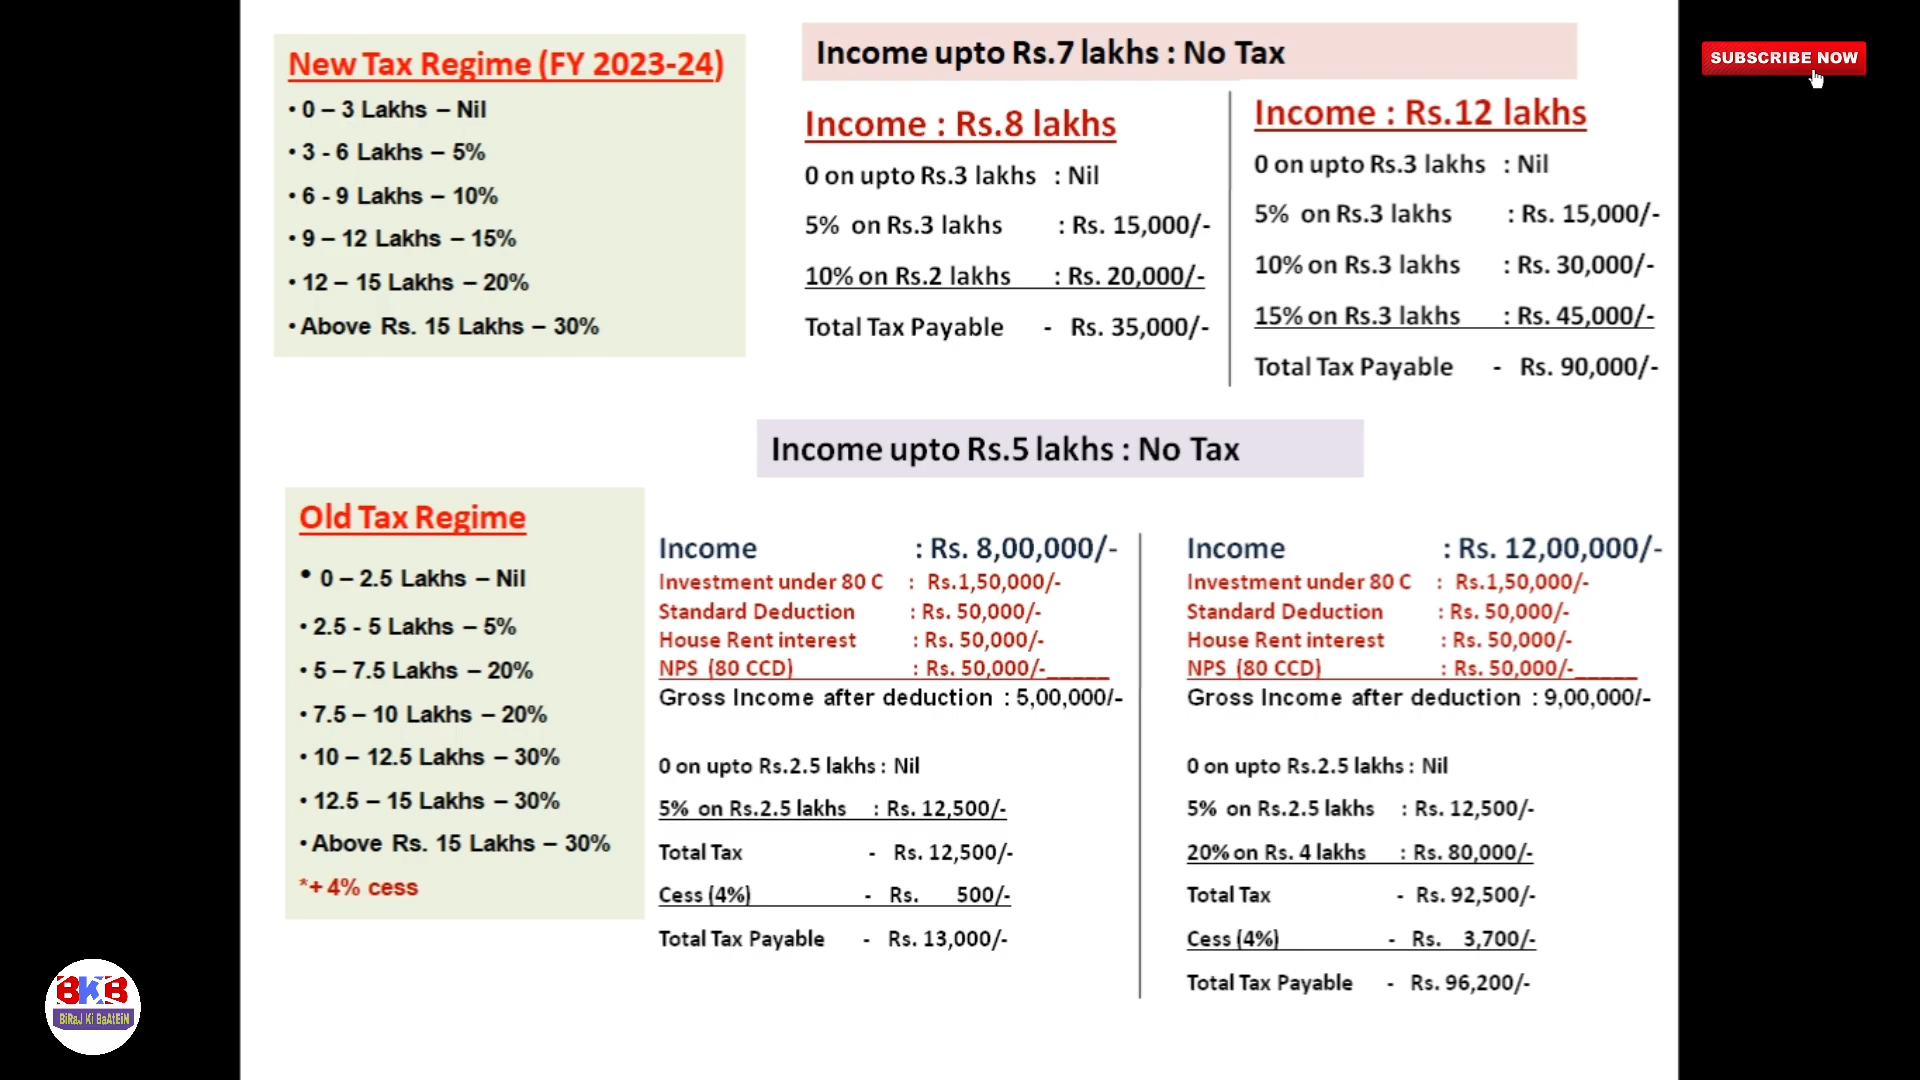 New Tax Regime (FY 2023-24)
• 0 – 3 Lakhs – Nil
• 3 - 6 Lakhs – 5%
• 6 - 9 Lakhs – 10%
• 9 – 12 Lakhs – 15%
• 12 – 15 Lakhs – 20%
• Above Rs. 15 Lakhs – 30%
Income upto Rs.7 lakhs : No Tax
Income : Rs.8 lakhs
0 on upto Rs.3 lakhs : Nil
5% on Rs.3 lakhs : Rs. 15,000/-
10% on Rs.2 lakhs : Rs. 20,000/-
Total Tax Payable - Rs. 35,000/-
Income : Rs.12 lakhs
0 on upto Rs.3 lakhs : Nil
5% on Rs.3 lakhs : Rs. 15,000/-
10% on Rs.3 lakhs : Rs. 30,000/-
15% on Rs.3 lakhs : Rs. 45,000/-
Total Tax Payable - Rs. 90,000/-
SUBSCRIBE NOW
Income upto Rs.5 lakhs : No Tax
Old Tax Regime
• 0 – 2.5 Lakhs – Nil
• 2.5 - 5 Lakhs – 5%
• 5 – 7.5 Lakhs – 20%
• 7.5 – 10 Lakhs – 20%
• 10 – 12.5 Lakhs – 30%
• 12.5 – 15 Lakhs – 30%
• Above Rs. 15 Lakhs – 30%
*+ 4% cess
Income : Rs. 8,00,000/-
Investment under 80 C : Rs.1,50,000/-
Standard Deduction : Rs. 50,000/-
House Rent interest : Rs. 50,000/-
NPS (80 CCD) : Rs. 50,000/-_____
Gross Income after deduction : 5,00,000/-
0 on upto Rs.2.5 lakhs : Nil
5% on Rs.2.5 lakhs : Rs. 12,500/-
Total Tax - Rs. 12,500/-
Cess (4%) - Rs. 500/-
Total Tax Payable - Rs. 13,000/-
Income : Rs. 12,00,000/-
Investment under 80 C : Rs.1,50,000/-
Standard Deduction : Rs. 50,000/-
House Rent interest : Rs. 50,000/-
NPS (80 CCD) : Rs. 50,000/-_____
Gross Income after deduction : 9,00,000/-
0 on upto Rs.2.5 lakhs : Nil
5% on Rs.2.5 lakhs : Rs. 12,500/-
20% on Rs. 4 lakhs : Rs. 80,000/-
Total Tax - Rs. 92,500/-
Cess (4%) - Rs. 3,700/-
Total Tax Payable - Rs. 96,200/-
BKB
BiRaJ Ki BaAtEiN